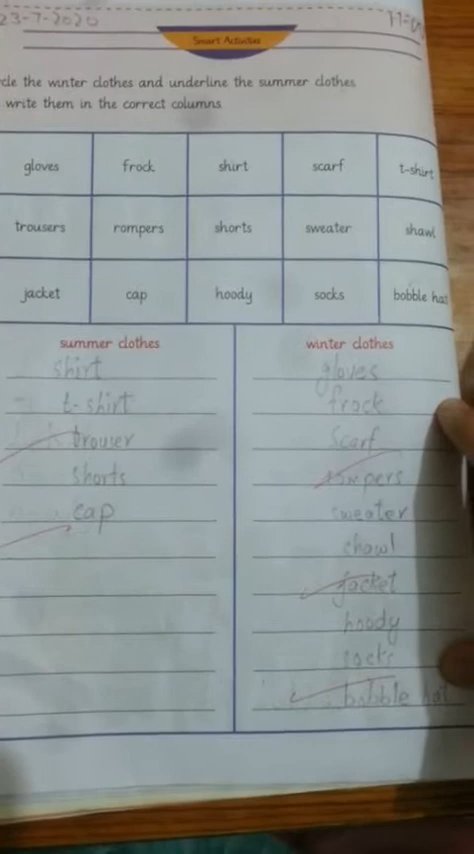 23-7-2020
Smart Activities
cle the winter clothes and underline the summer clothes
write them in the correct columns
gloves frock shirt scarf t-shirt
trousers rompers shorts sweater shawl
jacket cap hoody socks bobble hat
summer clothes winter clothes
shirt gloves
t-shirt frock
trouser scarf
shorts rompers
cap sweater
shawl
jacket
hoody
socks
bobble hat